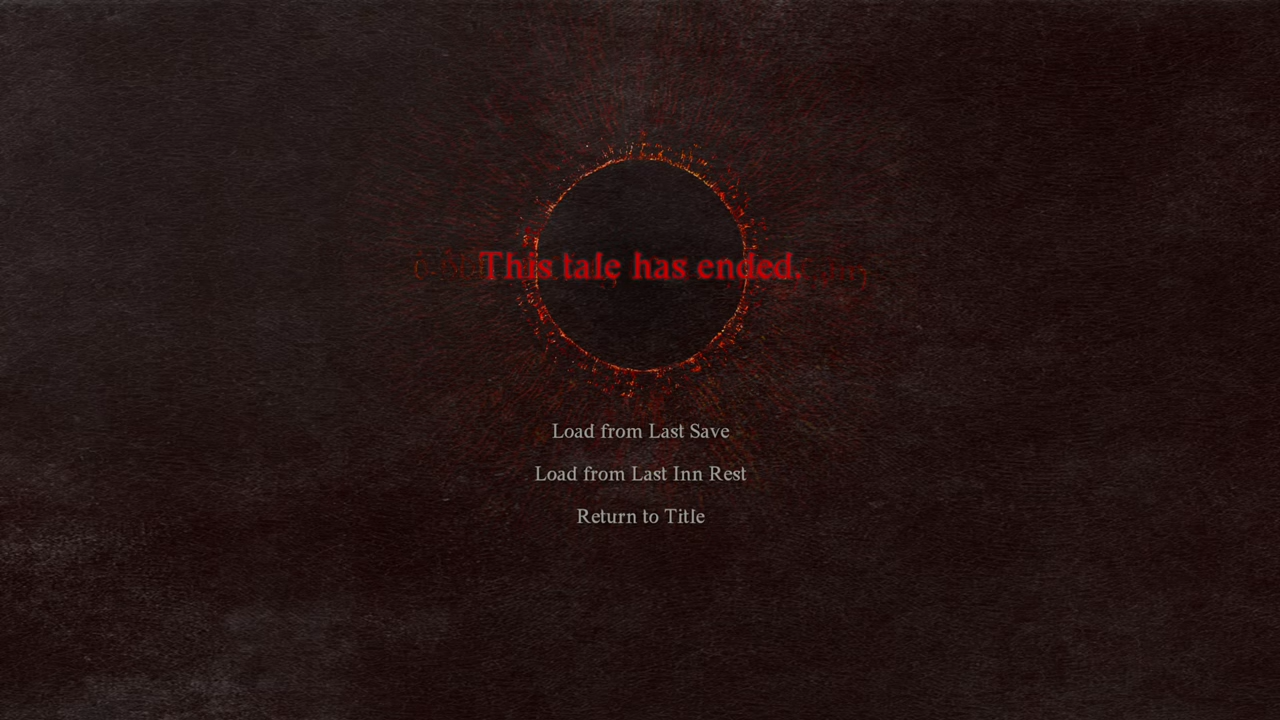 This tale has ended.
Load from Last Save
Load from Last Inn Rest
Return to Title